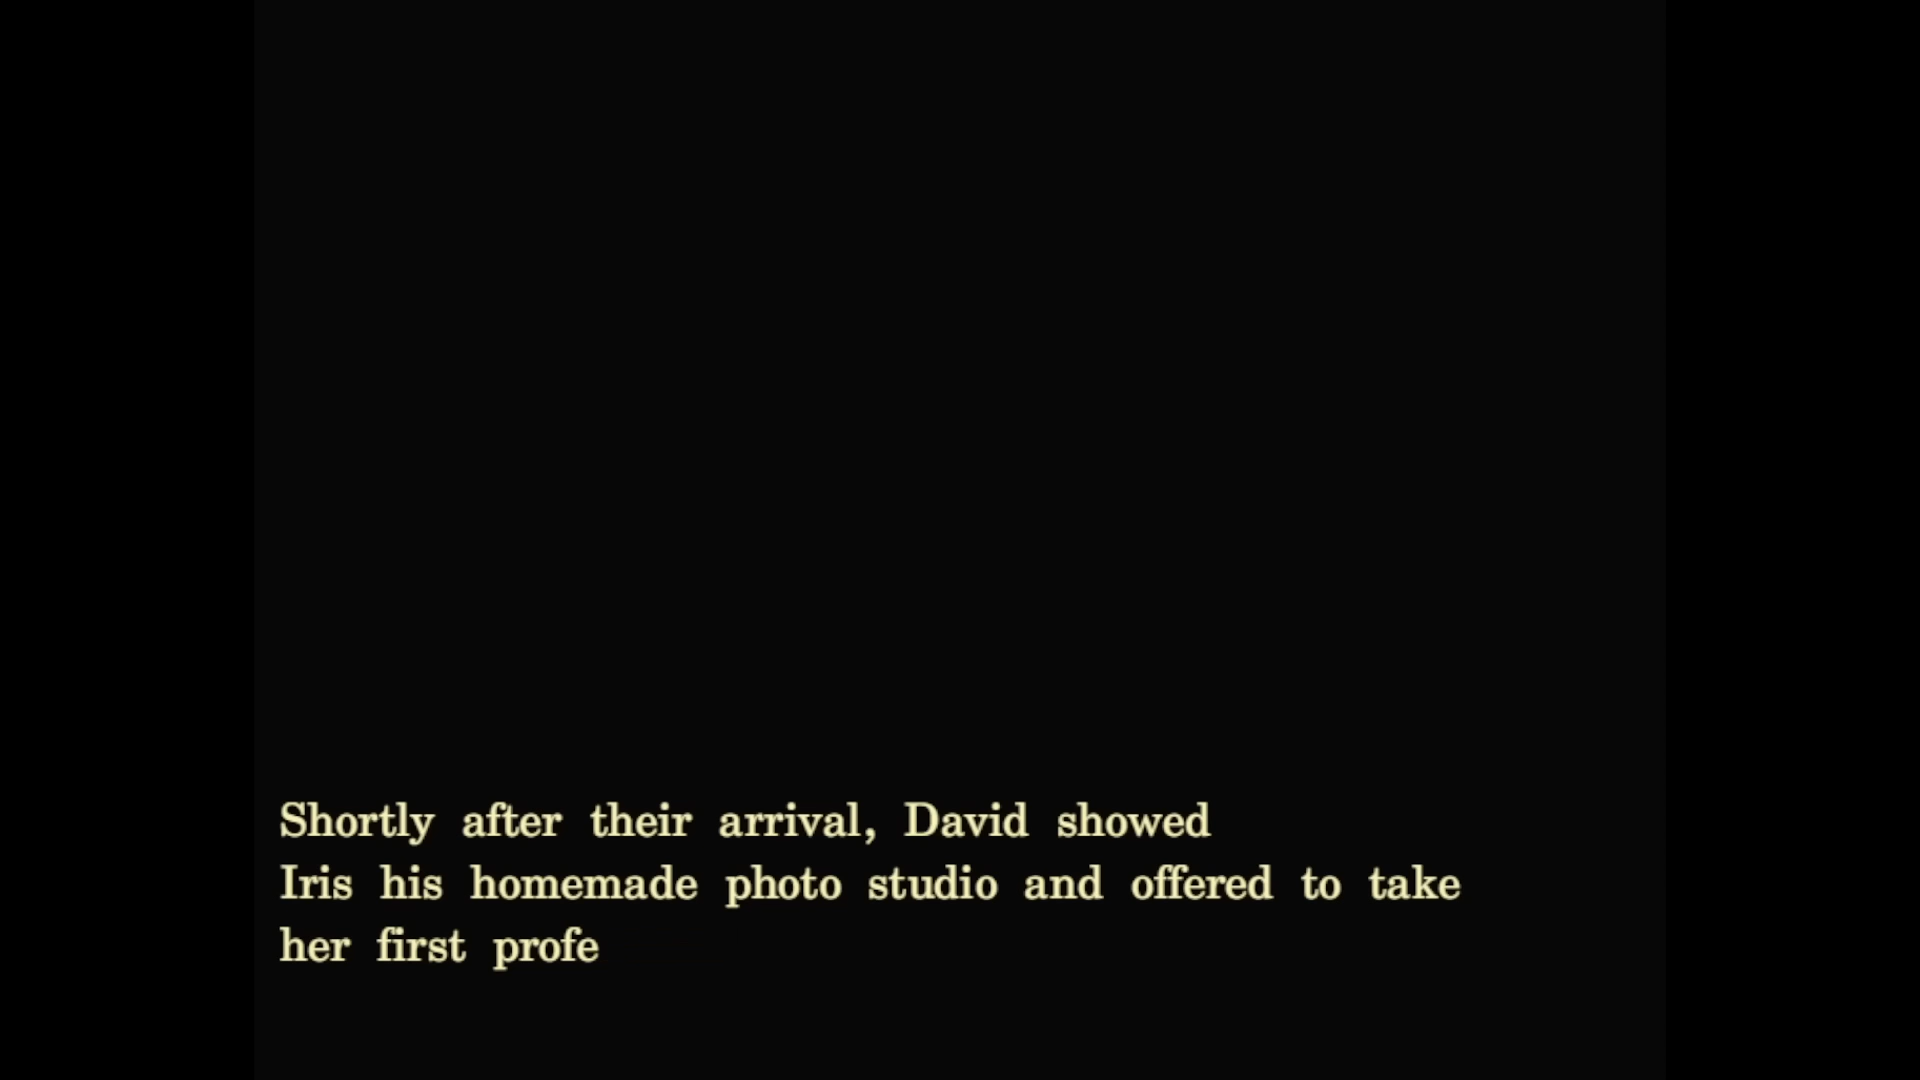 Shortly after their arrival, David showed
Iris his homemade photo studio and offered to take
her first profe